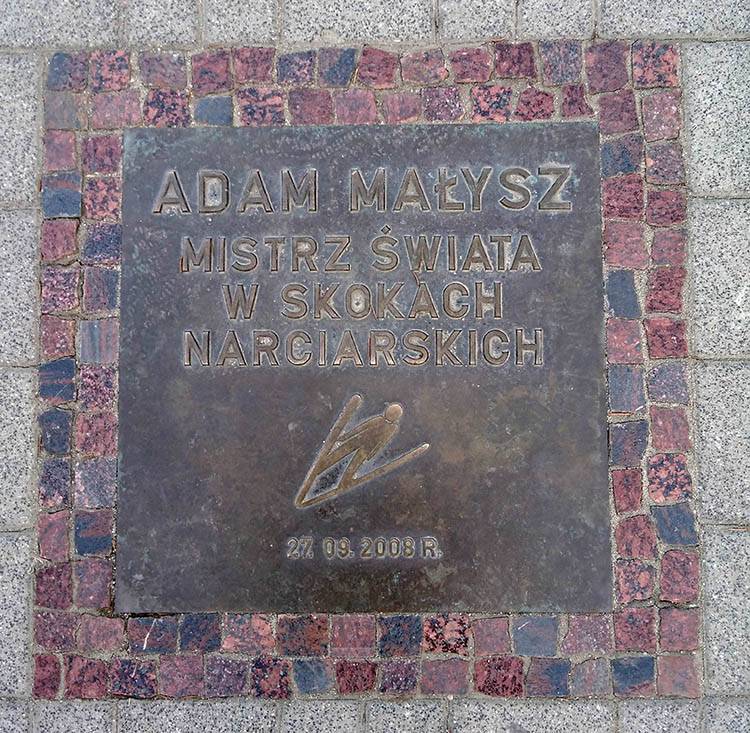 ADAM MAŁYSZ
MISTRZ ŚWIATA
W SKOKACH
NARCIARSKICH
27. 09. 2008 R.